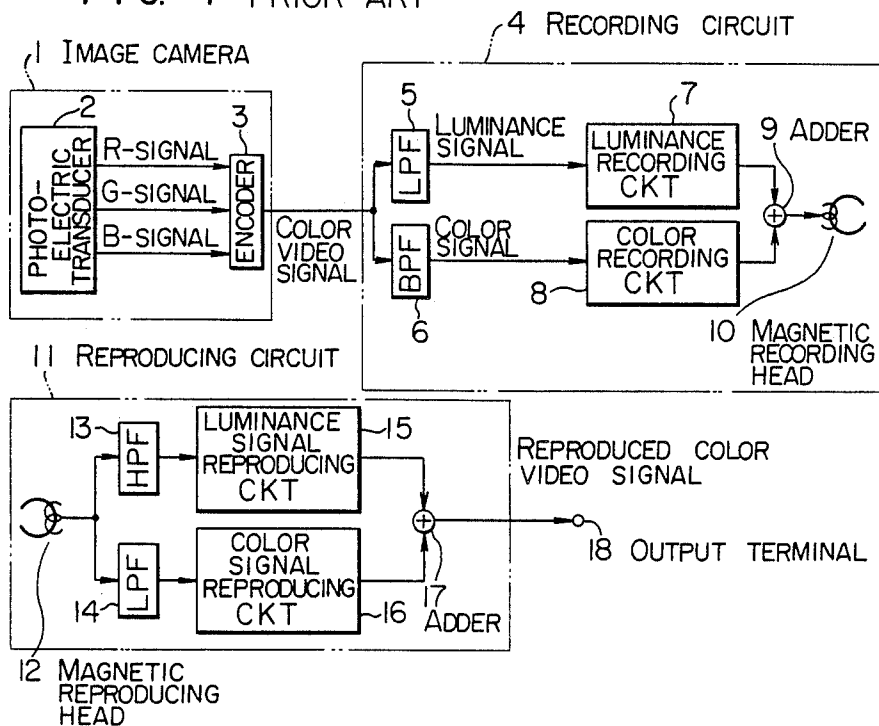 FIG. 1 PRIOR ART
4 RECORDING CIRCUIT
1 IMAGE CAMERA
2
PHOTO-
ELECTRIC
TRANSDUCER
R-SIGNAL
G-SIGNAL
B-SIGNAL
3
ENCODER
COLOR
VIDEO
SIGNAL
5
LPF
LUMINANCE
SIGNAL
7
LUMINANCE
RECORDING
CKT
9 ADDER
BPF
6
COLOR
SIGNAL
8
COLOR
RECORDING
CKT
10 MAGNETIC
RECORDING
HEAD
11 REPRODUCING CIRCUIT
13
HPF
LUMINANCE
SIGNAL
REPRODUCING
CKT
15
REPRODUCED COLOR
VIDEO SIGNAL
14
LPF
COLOR
SIGNAL
REPRODUCING
CKT
16
17
ADDER
18 OUTPUT TERMINAL
12 MAGNETIC
REPRODUCING
HEAD